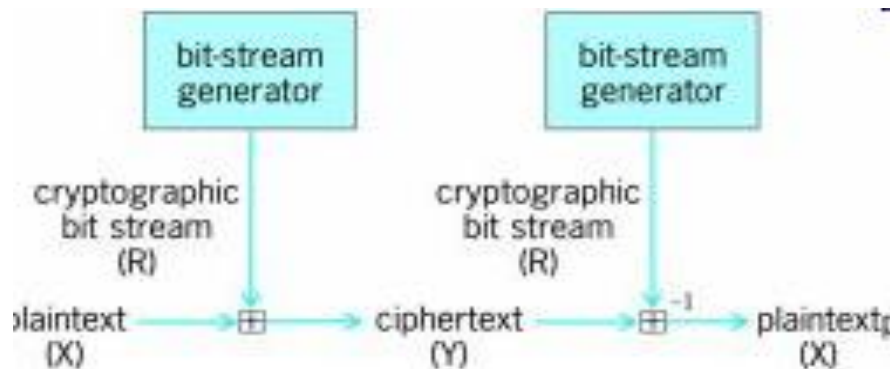 bit-stream
generator
bit-stream
generator
cryptographic
bit stream
(R)
cryptographic
bit stream
(R)
plaintext
(X)
+
ciphertext
(Y)
+ -1
plaintext
(X)